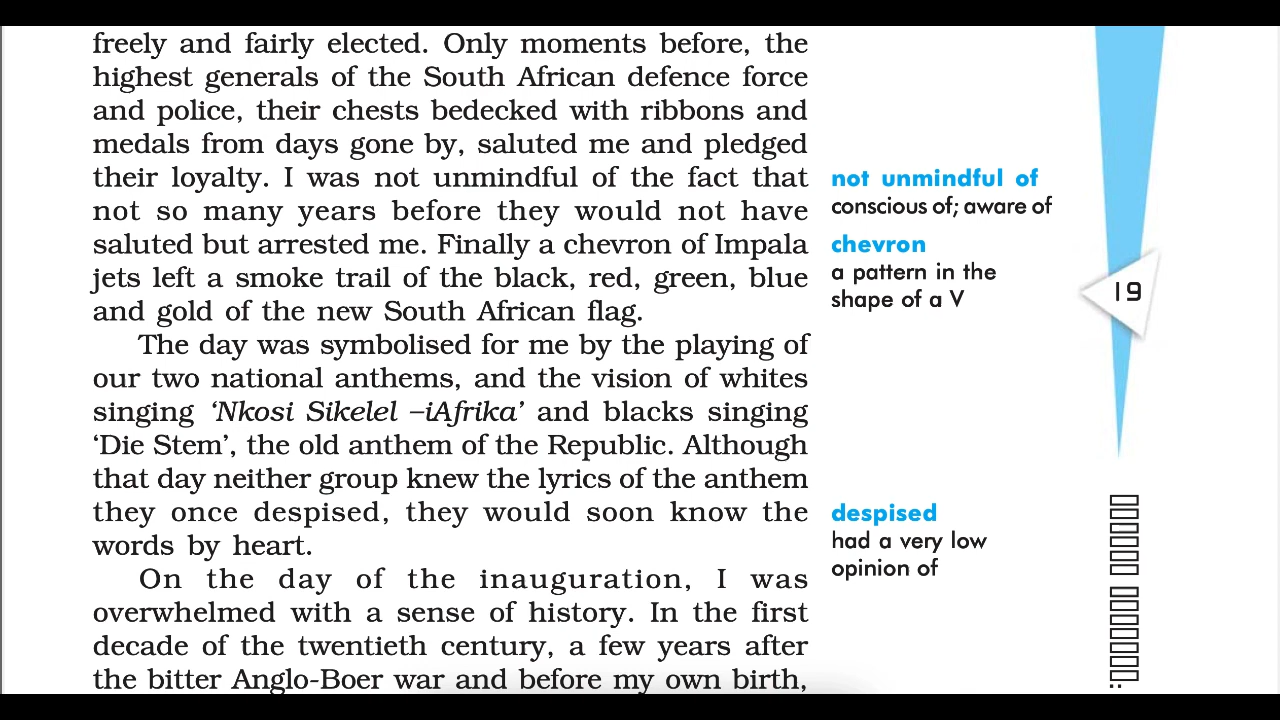 freely and fairly elected. Only moments before, the
highest generals of the South African defence force
and police, their chests bedecked with ribbons and
medals from days gone by, saluted me and pledged
their loyalty. I was not unmindful of the fact that
not so many years before they would not have
saluted but arrested me. Finally a chevron of Impala
jets left a smoke trail of the black, red, green, blue
and gold of the new South African flag.
The day was symbolised for me by the playing of
our two national anthems, and the vision of whites
singing ‘Nkosi Sikelel –iAfrika’ and blacks singing
‘Die Stem’, the old anthem of the Republic. Although
that day neither group knew the lyrics of the anthem
they once despised, they would soon know the
words by heart.
On the day of the inauguration, I was
overwhelmed with a sense of history. In the first
decade of the twentieth century, a few years after
the bitter Anglo-Boer war and before my own birth,
not unmindful of
conscious of; aware of
chevron
a pattern in the
shape of a V
despised
had a very low
opinion of
19